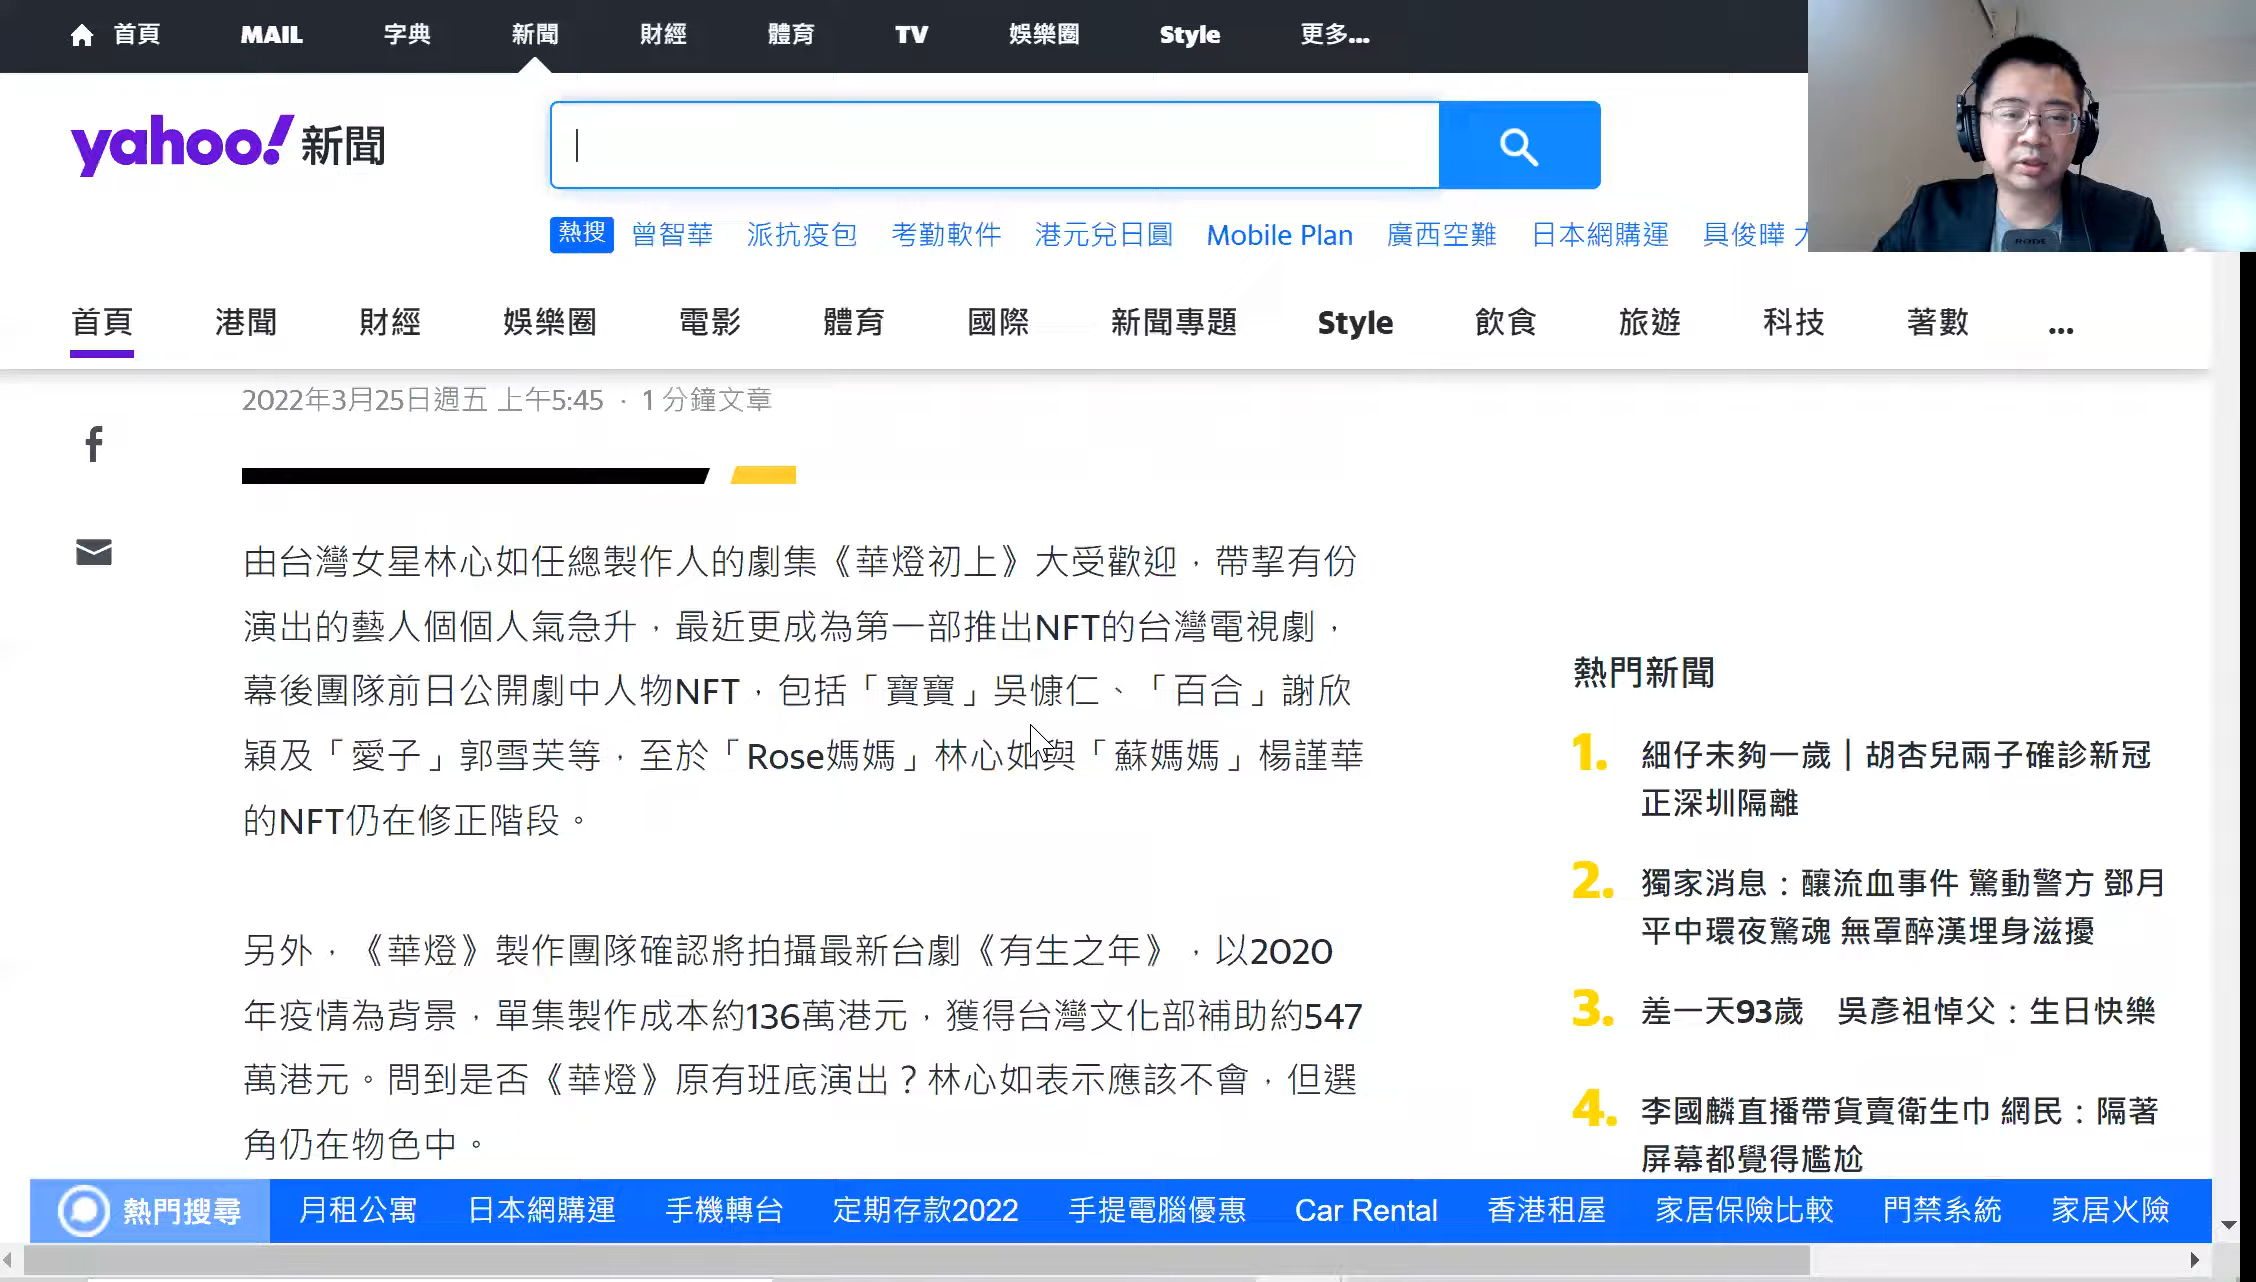 首頁 MAIL 字典 新聞 財經 體育 TV 娛樂圈 Style 更多...
yahoo!新聞
熱搜 曾智華 派抗疫包 考勤軟件 港元兌日圓 Mobile Plan 廣西空難 日本網購運 具俊曄
首頁 港聞 財經 娛樂圈 電影 體育 國際 新聞專題 Style 飲食 旅遊 科技 著數 ...
2022年3月25日週五 上午5:45 · 1 分鐘文章
由台灣女星林心如任總製作人的劇集《華燈初上》大受歡迎，帶挈有份
演出的藝人個個人氣急升，最近更成為第一部推出NFT的台灣電視劇，
幕後團隊前日公開劇中人物NFT，包括「寶寶」吳慷仁、「百合」謝欣
穎及「愛子」郭雪芙等，至於「Rose媽媽」林心如與「蘇媽媽」楊謹華
的NFT仍在修正階段。
另外，《華燈》製作團隊確認將拍攝最新台劇《有生之年》，以2020
年疫情為背景，單集製作成本約136萬港元，獲得台灣文化部補助約547
萬港元。問到是否《華燈》原有班底演出？林心如表示應該不會，但選
角仍在物色中。
熱門新聞
1. 細仔未夠一歲｜胡杏兒兩子確診新冠
正深圳隔離
2. 獨家消息：釀流血事件 驚動警方 鄧月
平中環夜驚魂 無罩醉漢埋身滋擾
3. 差一天93歲　吳彥祖悼父：生日快樂
4. 李國麟直播帶貨賣衛生巾 網民：隔著
屏幕都覺得尷尬
熱門搜尋 月租公寓 日本網購運 手機轉台 定期存款2022 手提電腦優惠 Car Rental 香港租屋 家居保險比較 門禁系統 家居火險
RODE